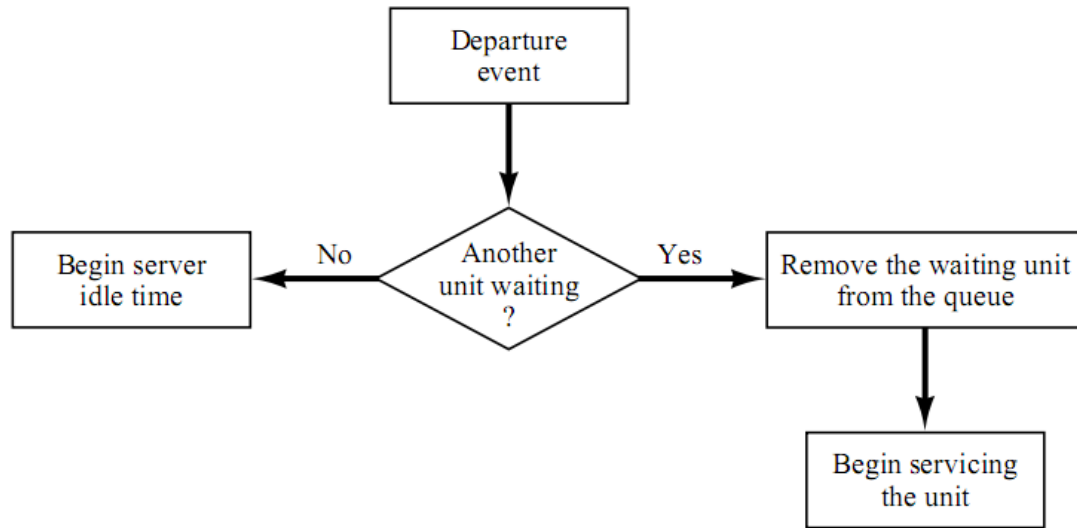 Departure
event
No
Yes
Begin server
idle time
Another
unit waiting
?
Remove the waiting unit
from the queue
Begin servicing
the unit